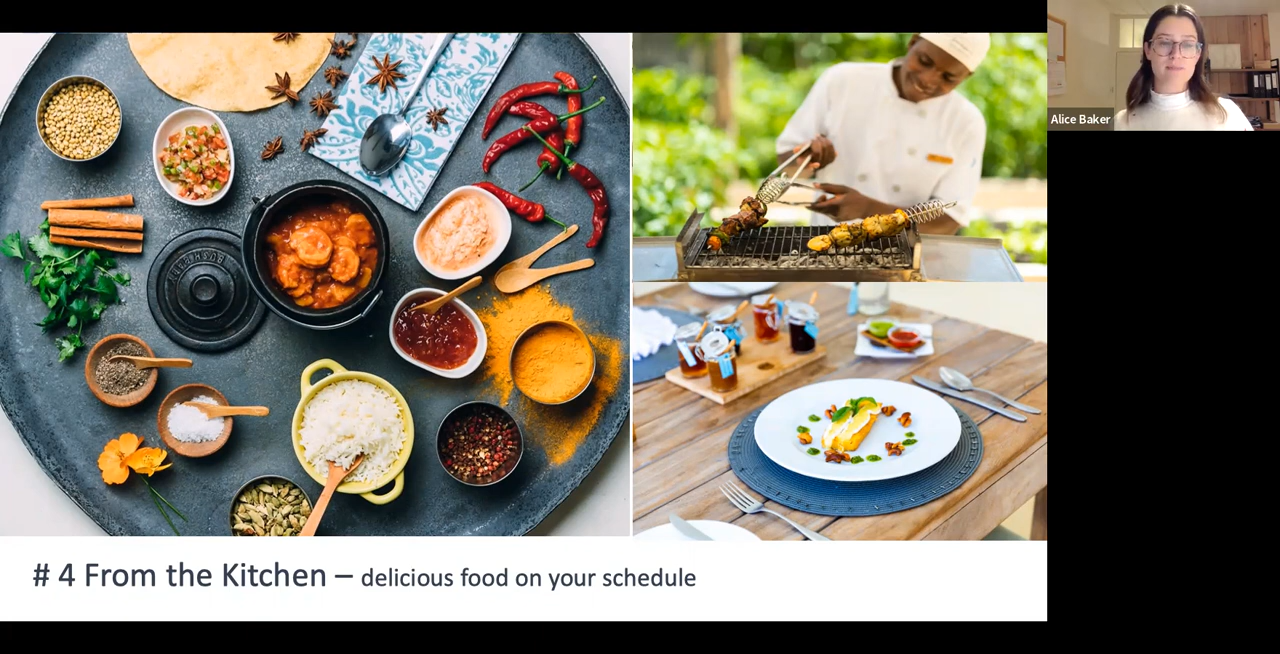 Alice Baker
# 4 From the Kitchen – delicious food on your schedule